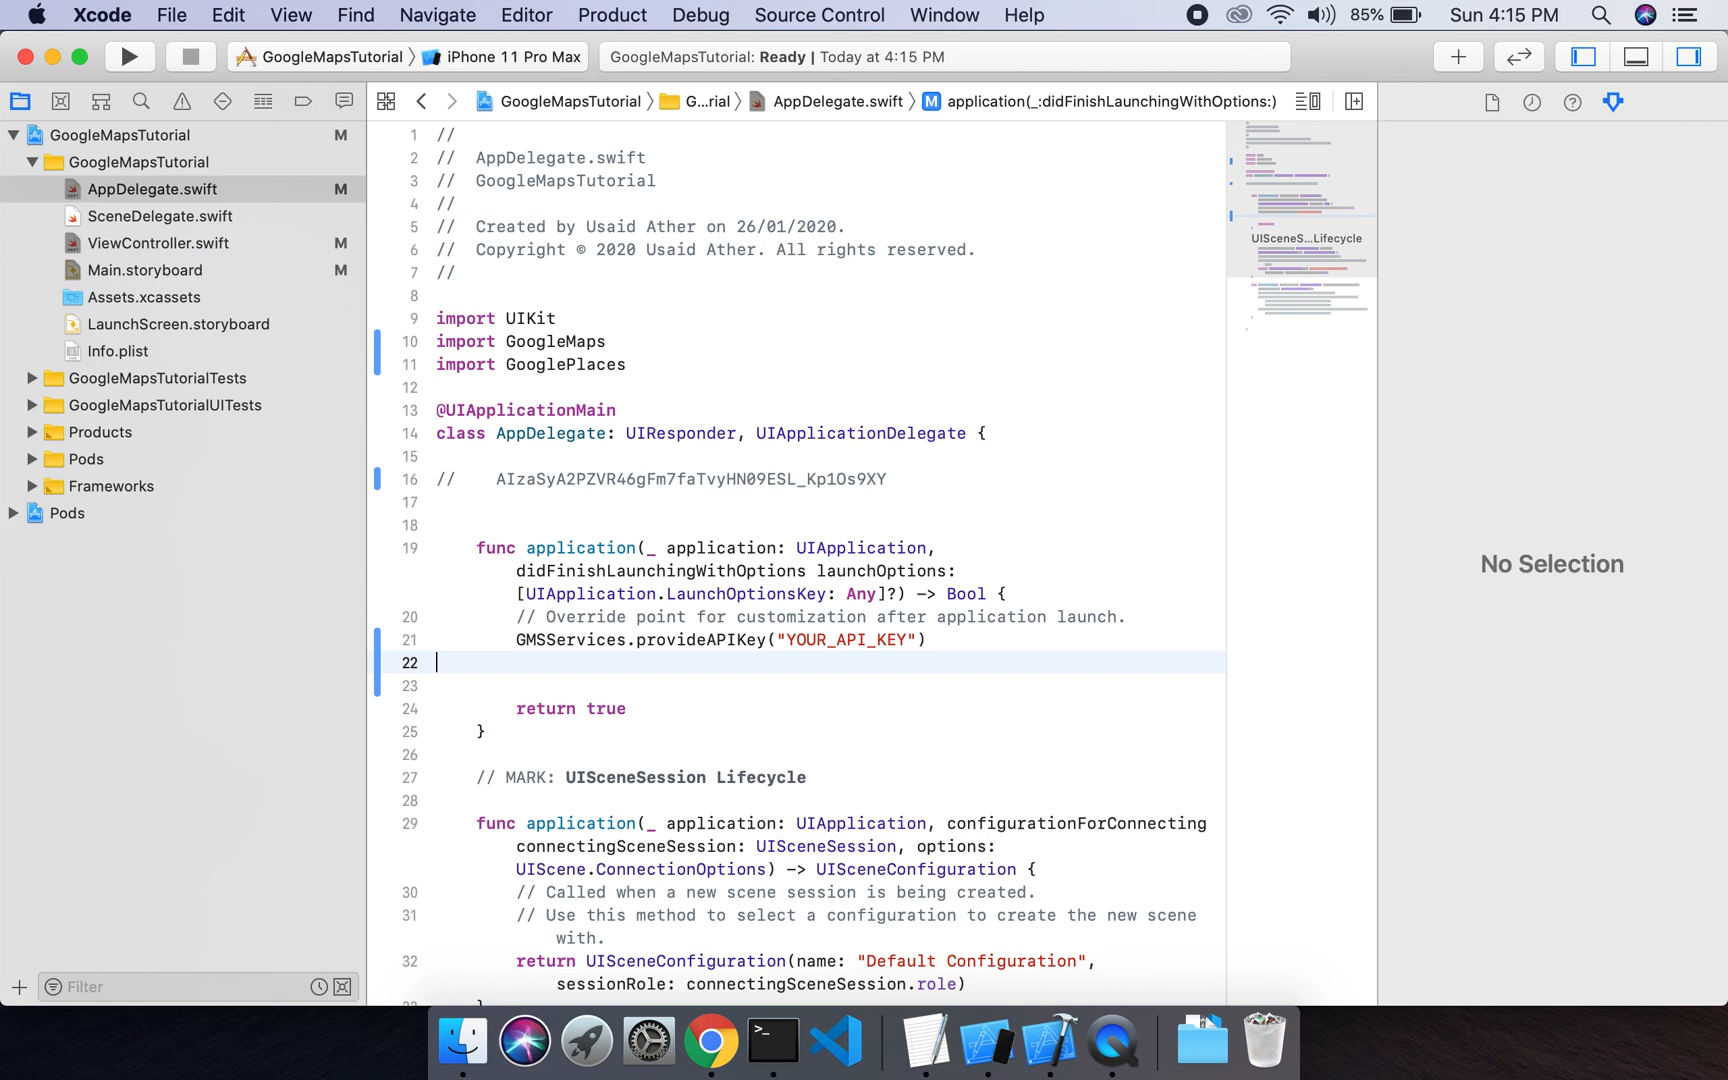 Xcode File Edit View Find Navigate Editor Product Debug Source Control Window Help 85% Sun 4:15 PM
GoogleMapsTutorial iPhone 11 Pro Max GoogleMapsTutorial: Ready | Today at 4:15 PM
GoogleMapsTutorial G...rial AppDelegate.swift M application(_:didFinishLaunchingWithOptions:)
GoogleMapsTutorial M
GoogleMapsTutorial
AppDelegate.swift M
SceneDelegate.swift
ViewController.swift M
Main.storyboard M
Assets.xcassets
LaunchScreen.storyboard
Info.plist
GoogleMapsTutorialTests
GoogleMapsTutorialUITests
Products
Pods
Frameworks
Pods
Filter
1 //
2 // AppDelegate.swift
3 // GoogleMapsTutorial
4 //
5 // Created by Usaid Ather on 26/01/2020.
6 // Copyright © 2020 Usaid Ather. All rights reserved.
7 //
8
9 import UIKit
10 import GoogleMaps
11 import GooglePlaces
12
13 @UIApplicationMain
14 class AppDelegate: UIResponder, UIApplicationDelegate {
15
16 // AIzaSyA2PZVR46gFm7faTvyHN09ESL_Kp1Os9XY
17
18
19 func application(_ application: UIApplication,
didFinishLaunchingWithOptions launchOptions:
[UIApplication.LaunchOptionsKey: Any]?) -> Bool {
20 // Override point for customization after application launch.
21 GMSServices.provideAPIKey("YOUR_API_KEY")
22
23
24 return true
25 }
26
27 // MARK: UISceneSession Lifecycle
28
29 func application(_ application: UIApplication, configurationForConnecting
connectingSceneSession: UISceneSession, options:
UIScene.ConnectionOptions) -> UISceneConfiguration {
30 // Called when a new scene session is being created.
31 // Use this method to select a configuration to create the new scene
with.
32 return UISceneConfiguration(name: "Default Configuration",
sessionRole: connectingSceneSession.role)
UISceneS...Lifecycle
No Selection